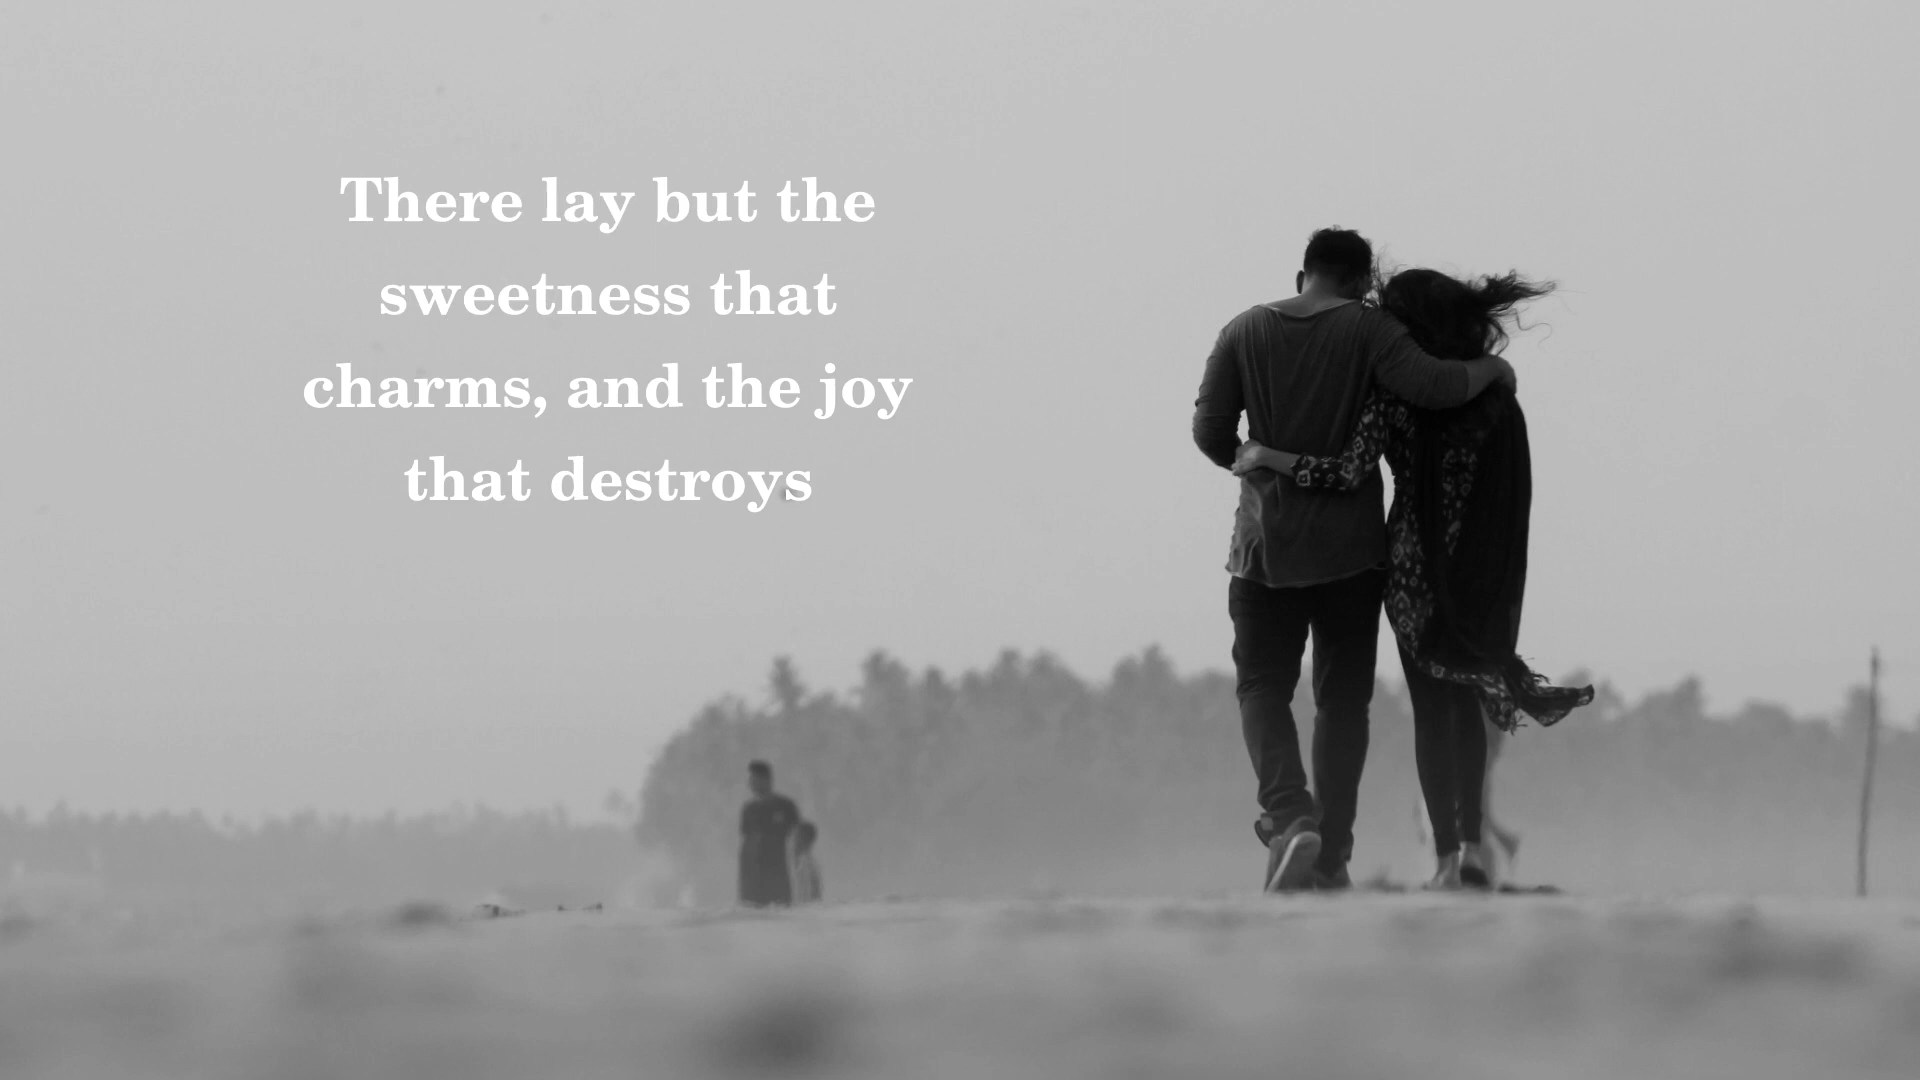 There lay but the
sweetness that
charms, and the joy
that destroys